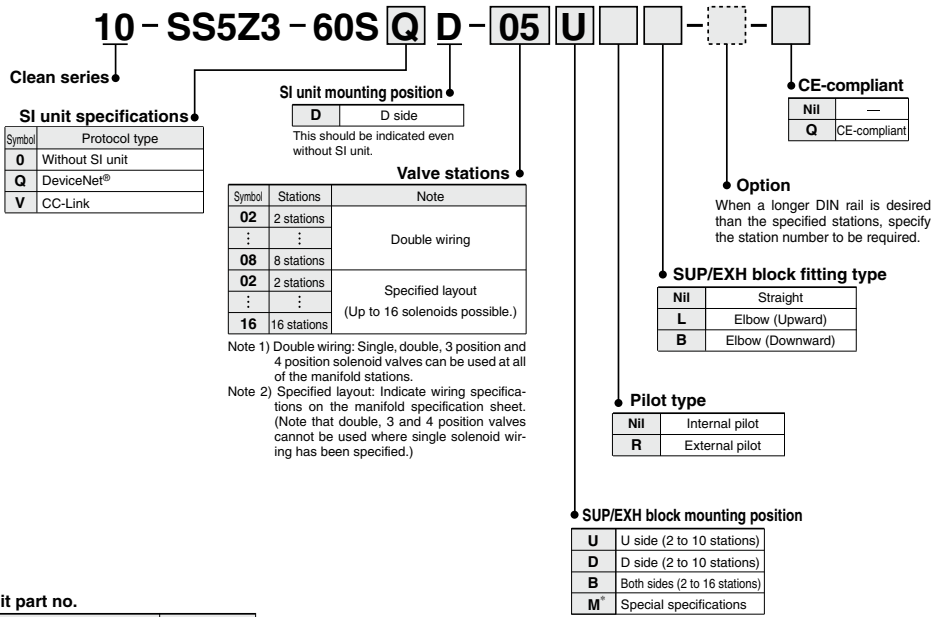 10 - SS5Z3 - 60S Q D - 05 U - -
Clean series
SI unit specifications
Symbol Protocol type
0 Without SI unit
Q DeviceNet®
V CC-Link
SI unit mounting position
D D side
This should be indicated even
without SI unit.
Valve stations
Symbol Stations Note
02 2 stations
⋮ ⋮ Double wiring
08 8 stations
02 2 stations Specified layout
⋮ ⋮ (Up to 16 solenoids possible.)
16 16 stations
Note 1) Double wiring: Single, double, 3 position and
4 position solenoid valves can be used at all
of the manifold stations.
Note 2) Specified layout: Indicate wiring specifica-
tions on the manifold specification sheet.
(Note that double, 3 and 4 position valves
cannot be used where single solenoid wir-
ing has been specified.)
CE-compliant
Nil —
Q CE-compliant
Option
When a longer DIN rail is desired
than the specified stations, specify
the station number to be required.
SUP/EXH block fitting type
Nil Straight
L Elbow (Upward)
B Elbow (Downward)
Pilot type
Nil Internal pilot
R External pilot
SUP/EXH block mounting position
U U side (2 to 10 stations)
D D side (2 to 10 stations)
B Both sides (2 to 16 stations)
M* Special specifications
it part no.